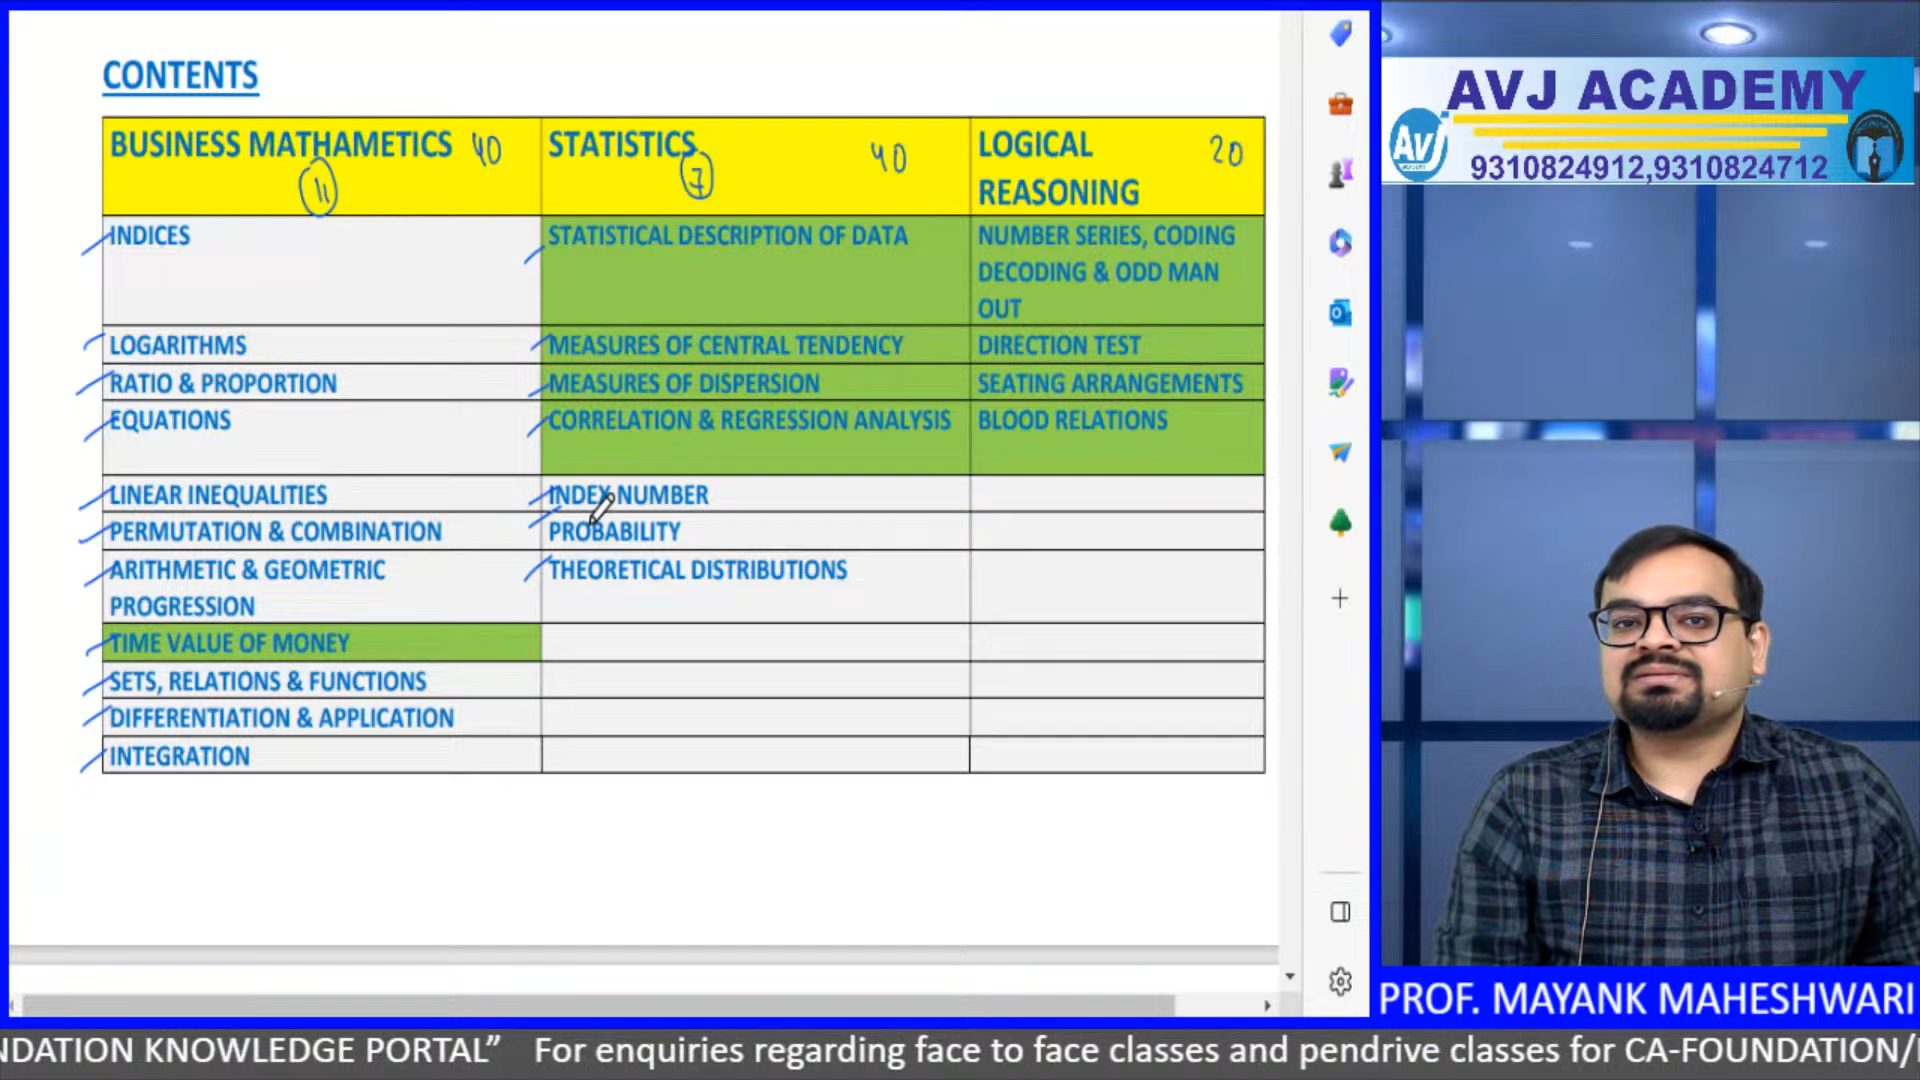 CONTENTS
BUSINESS MATHAMETICS 40
11
STATISTICS 40
7
LOGICAL 20
REASONING
INDICES
STATISTICAL DESCRIPTION OF DATA
NUMBER SERIES, CODING
DECODING & ODD MAN
OUT
LOGARITHMS
MEASURES OF CENTRAL TENDENCY
DIRECTION TEST
RATIO & PROPORTION
MEASURES OF DISPERSION
SEATING ARRANGEMENTS
EQUATIONS
CORRELATION & REGRESSION ANALYSIS
BLOOD RELATIONS
LINEAR INEQUALITIES
INDEX NUMBER
PERMUTATION & COMBINATION
PROBABILITY
ARITHMETIC & GEOMETRIC
PROGRESSION
THEORETICAL DISTRIBUTIONS
TIME VALUE OF MONEY
SETS, RELATIONS & FUNCTIONS
DIFFERENTIATION & APPLICATION
INTEGRATION
AVJ ACADEMY
AVJ
9310824912,9310824712
PROF. MAYANK MAHESHWARI
NDATION KNOWLEDGE PORTAL” For enquiries regarding face to face classes and pendrive classes for CA-FOUNDATION/